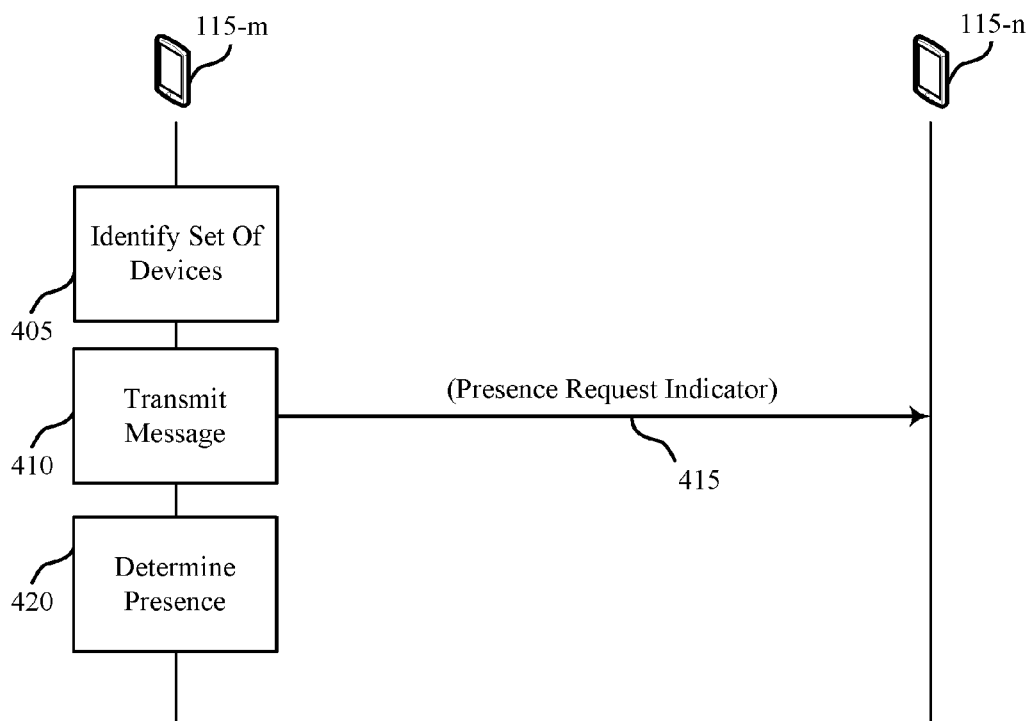 115-m
115-n
Identify Set Of
Devices
405
Transmit
Message
(Presence Request Indicator)
410
415
Determine
Presence
420